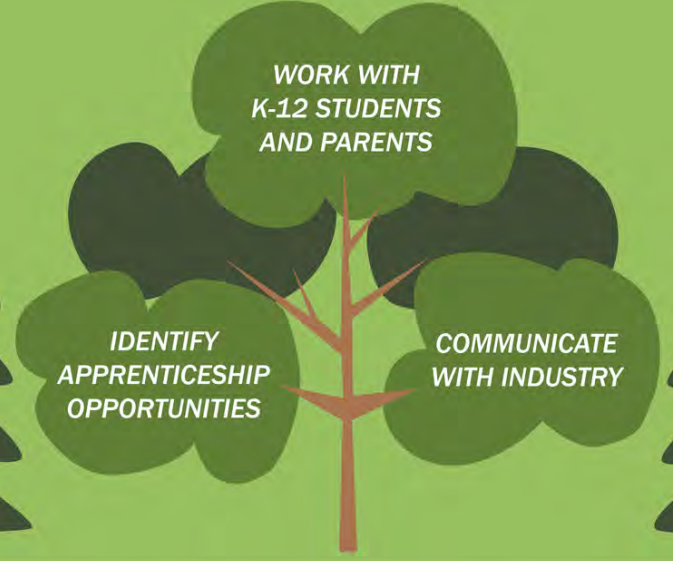 WORK WITH
K-12 STUDENTS
AND PARENTS
IDENTIFY
APPRENTICESHIP
OPPORTUNITIES
COMMUNICATE
WITH INDUSTRY